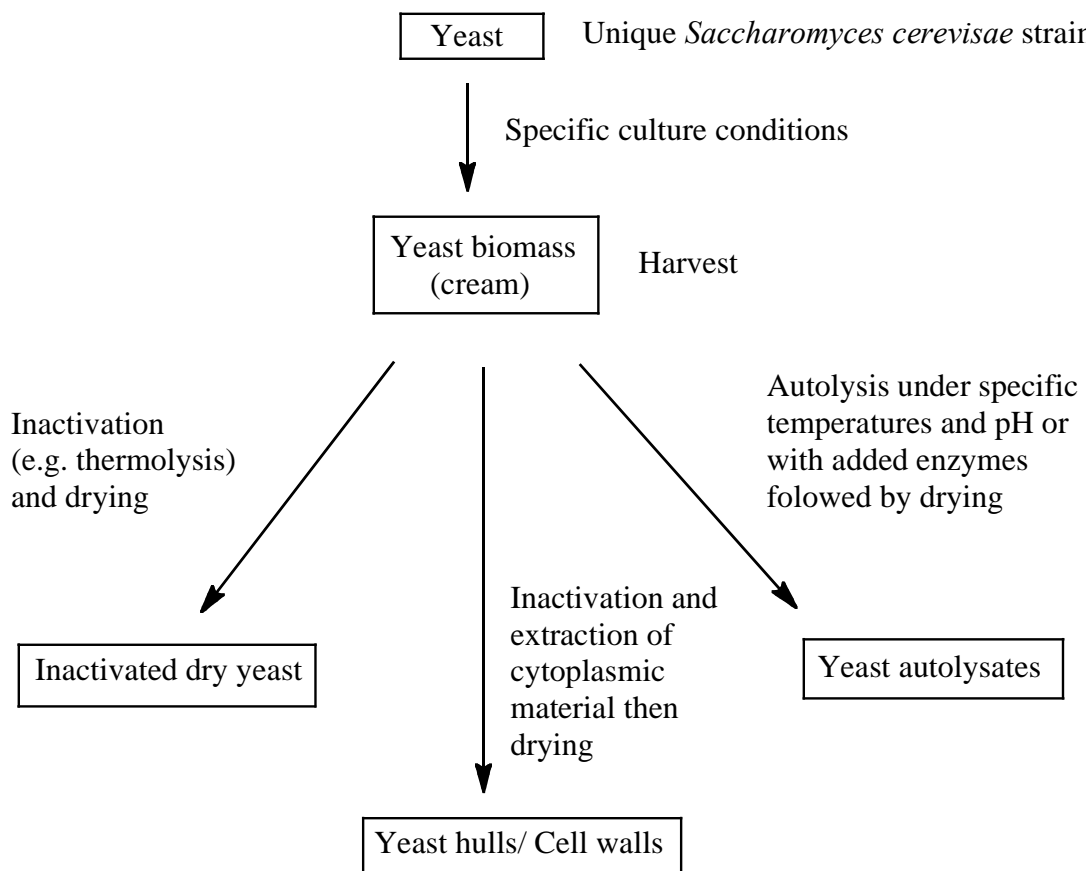 Yeast
Unique Saccharomyces cerevisae strain
Specific culture conditions
Yeast biomass
(cream)
Harvest
Inactivation
(e.g. thermolysis)
and drying
Autolysis under specific
temperatures and pH or
with added enzymes
folowed by drying
Inactivation and
extraction of
cytoplasmic
material then
drying
Inactivated dry yeast
Yeast autolysates
Yeast hulls/ Cell walls